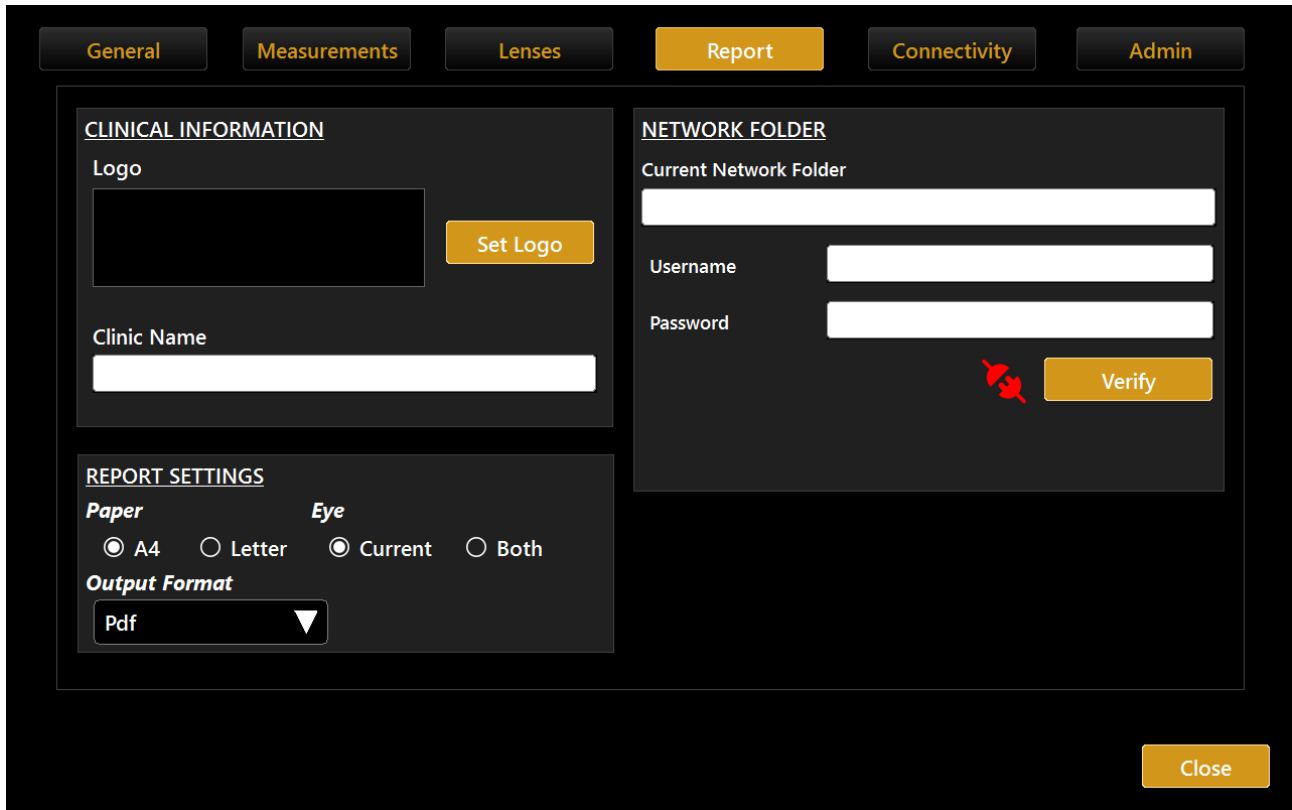 General Measurements Lenses Report Connectivity Admin
CLINICAL INFORMATION
Logo
Set Logo
Clinic Name
REPORT SETTINGS
Paper Eye
A4 Letter Current Both
Output Format
Pdf
NETWORK FOLDER
Current Network Folder
Username
Password
Verify
Close